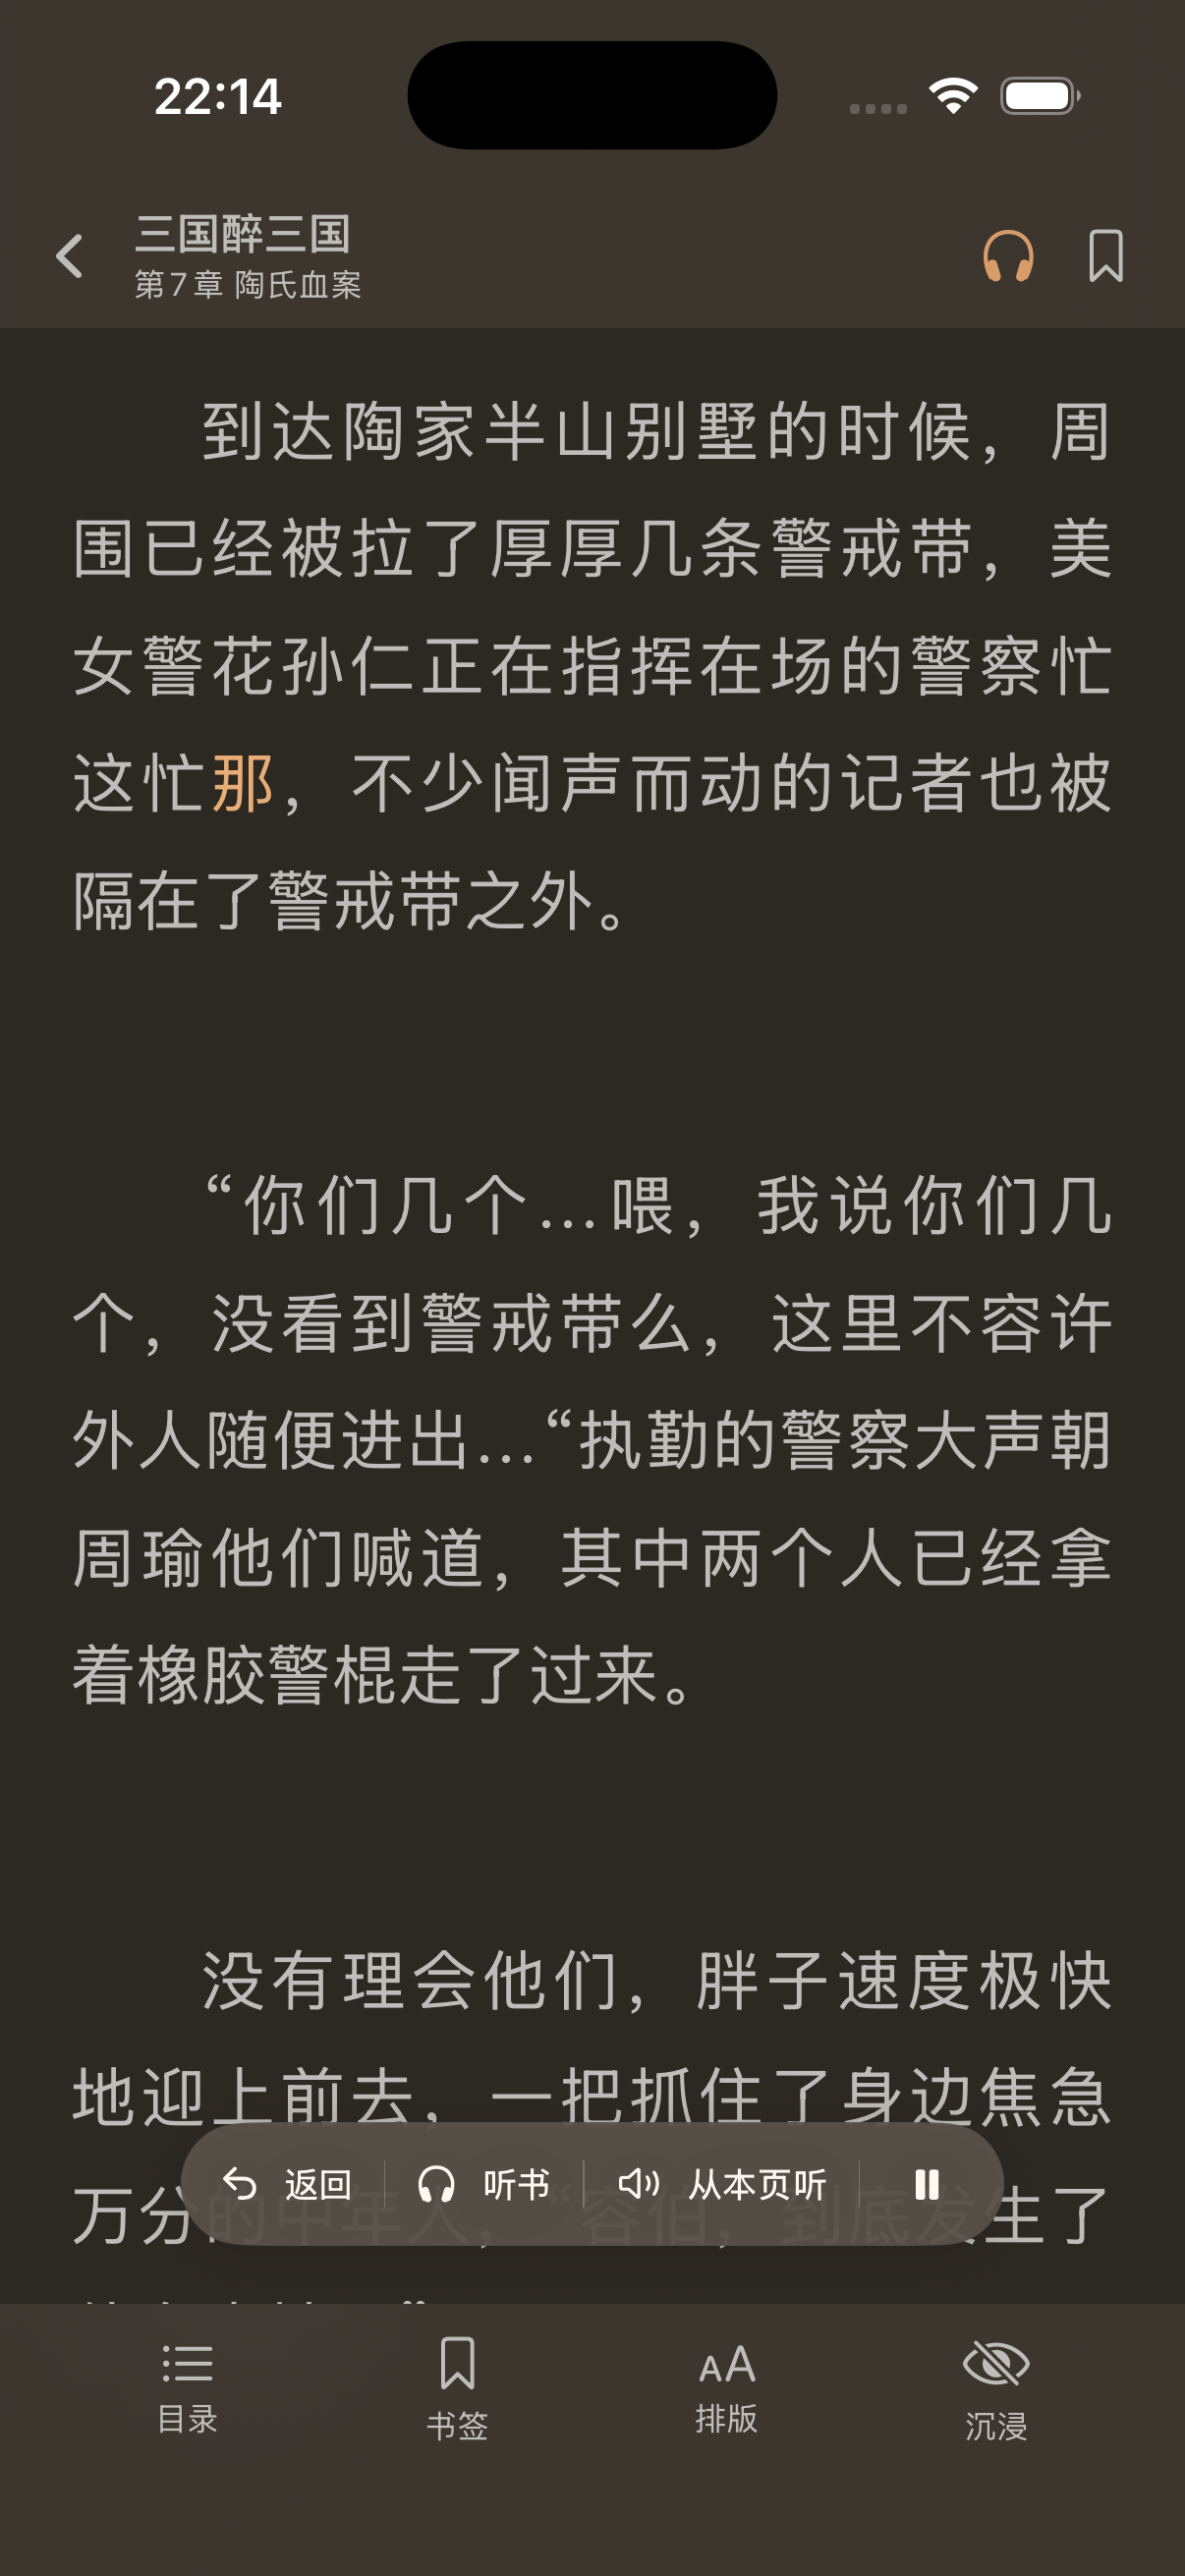 22:14
三国醉三国
第7章 陶氏血案
到达陶家半山别墅的时候，周
围已经被拉了厚厚几条警戒带，美
女警花孙仁正在指挥在场的警察忙
这忙那，不少闻声而动的记者也被
隔在了警戒带之外。
“你们几个…喂，我说你们几
个，没看到警戒带么，这里不容许
外人随便进出…“执勤的警察大声朝
周瑜他们喊道，其中两个人已经拿
着橡胶警棍走了过来。
没有理会他们，胖子速度极快
地迎上前去，一把抓住了身边焦急
万分的中年人，“容伯，到底发生了
返回 听书 从本页听
目录 书签 排版 沉浸